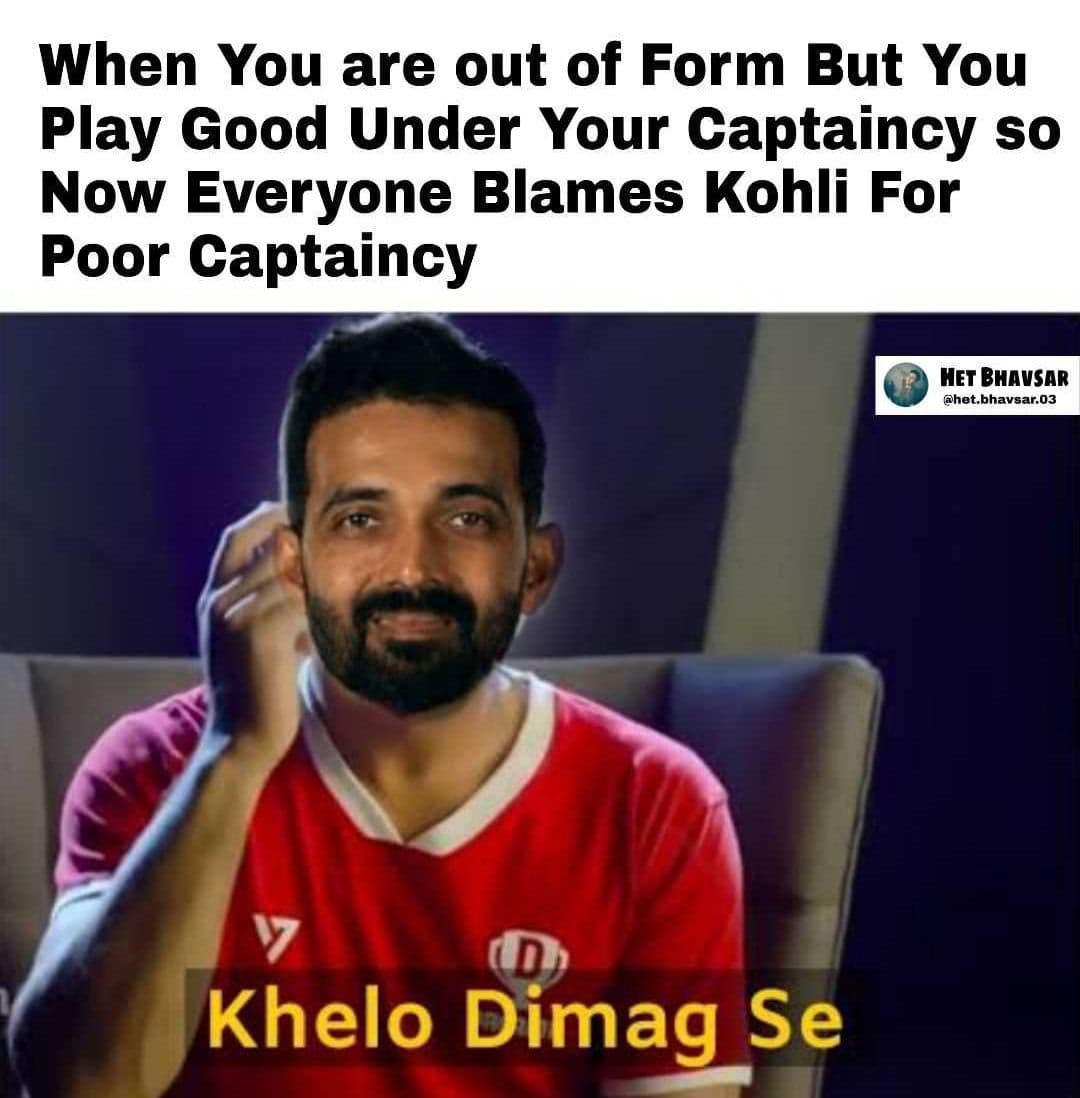 When You are out of Form But You
Play Good Under Your Captaincy so
Now Everyone Blames Kohli For
Poor Captaincy
HET BHAVSAR
@het.bhavsar.03
D
Khelo Dimag Se